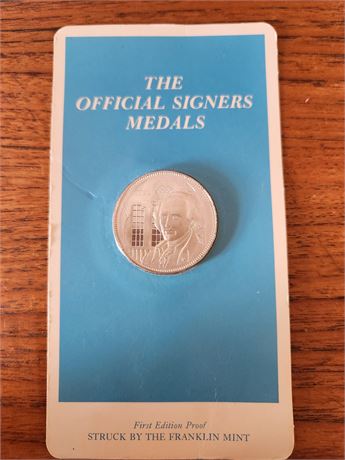 THE
OFFICIAL SIGNERS
MEDALS
First Edition Proof
STRUCK BY THE FRANKLIN MINT